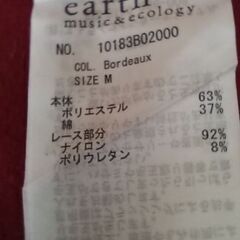 earth
music&ecology
NO. 10183B02000
COL. Bordeaux
SIZE M
本体
ポリエステル 63%
綿 37%
レース部分
ナイロン 92%
ポリウレタン 8%